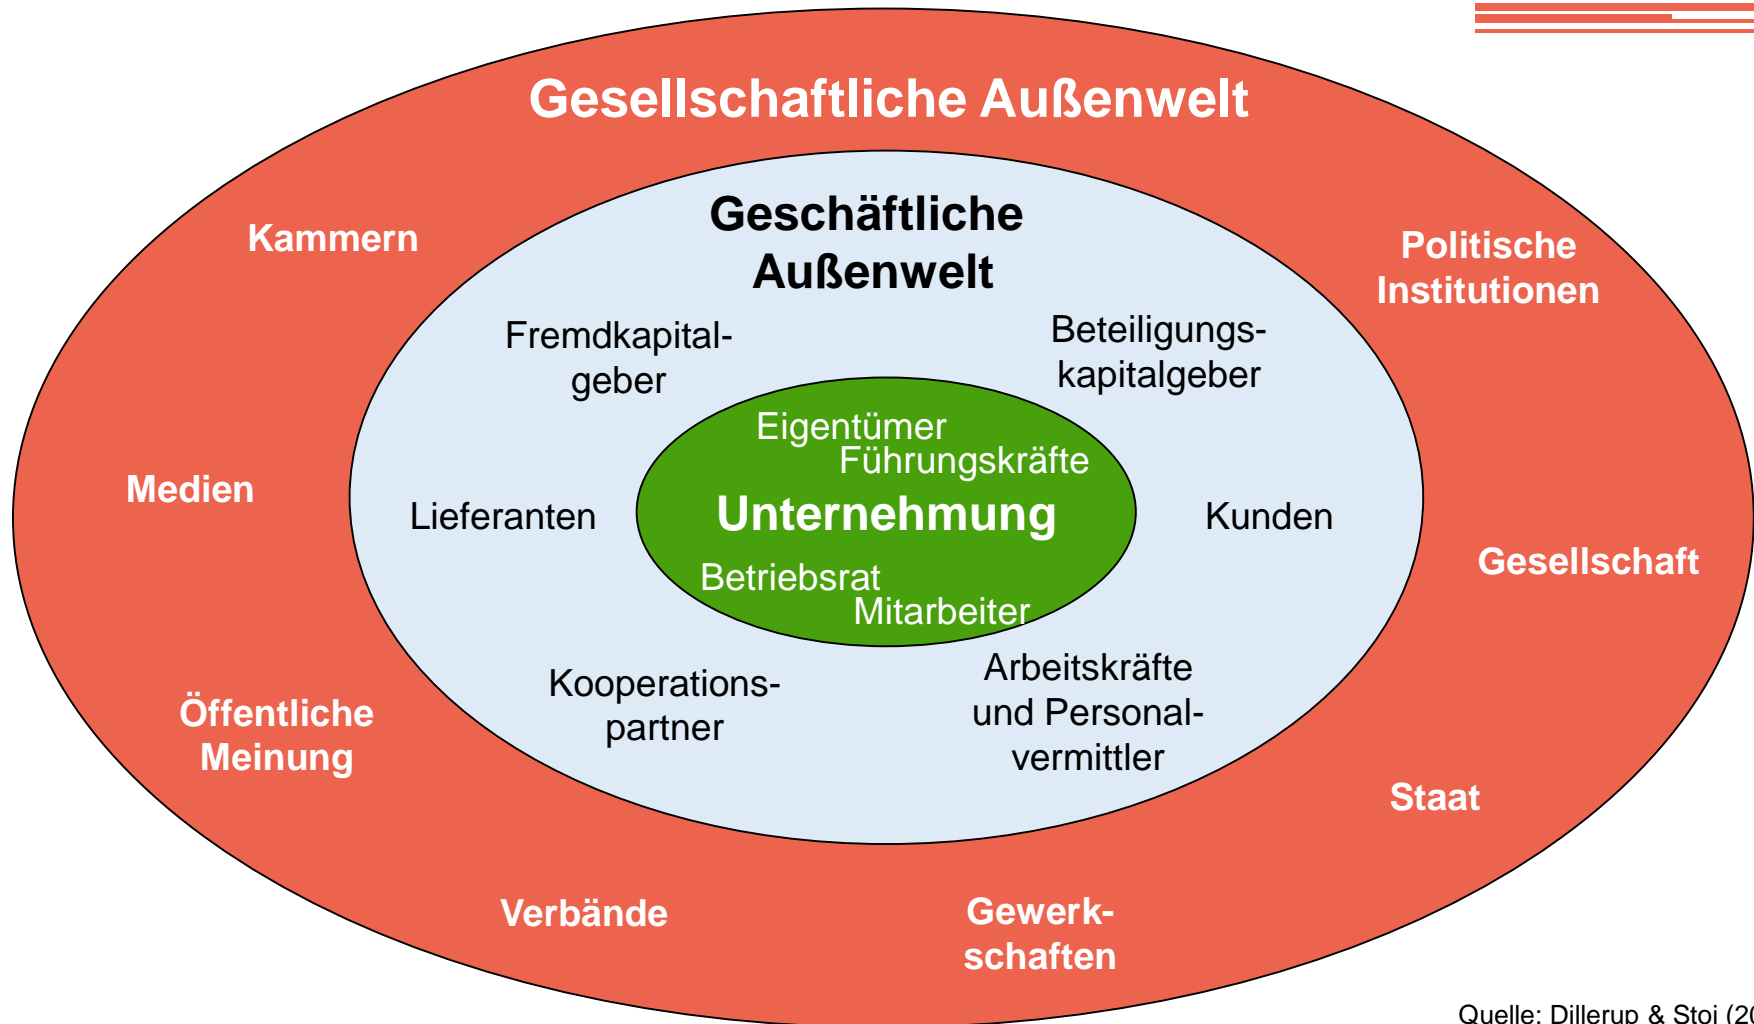 Gesellschaftliche Außenwelt
Geschäftliche
Außenwelt
Kammern
Politische
Institutionen
Fremdkapital-
geber
Beteiligungs-
kapitalgeber
Eigentümer
Führungskräfte
Medien
Lieferanten
Unternehmung
Kunden
Gesellschaft
Betriebsrat
Mitarbeiter
Kooperations-
partner
Arbeitskräfte
und Personal-
vermittler
Öffentliche
Meinung
Staat
Verbände
Gewerk-
schaften
Quelle: Dillerup & Stoi (20